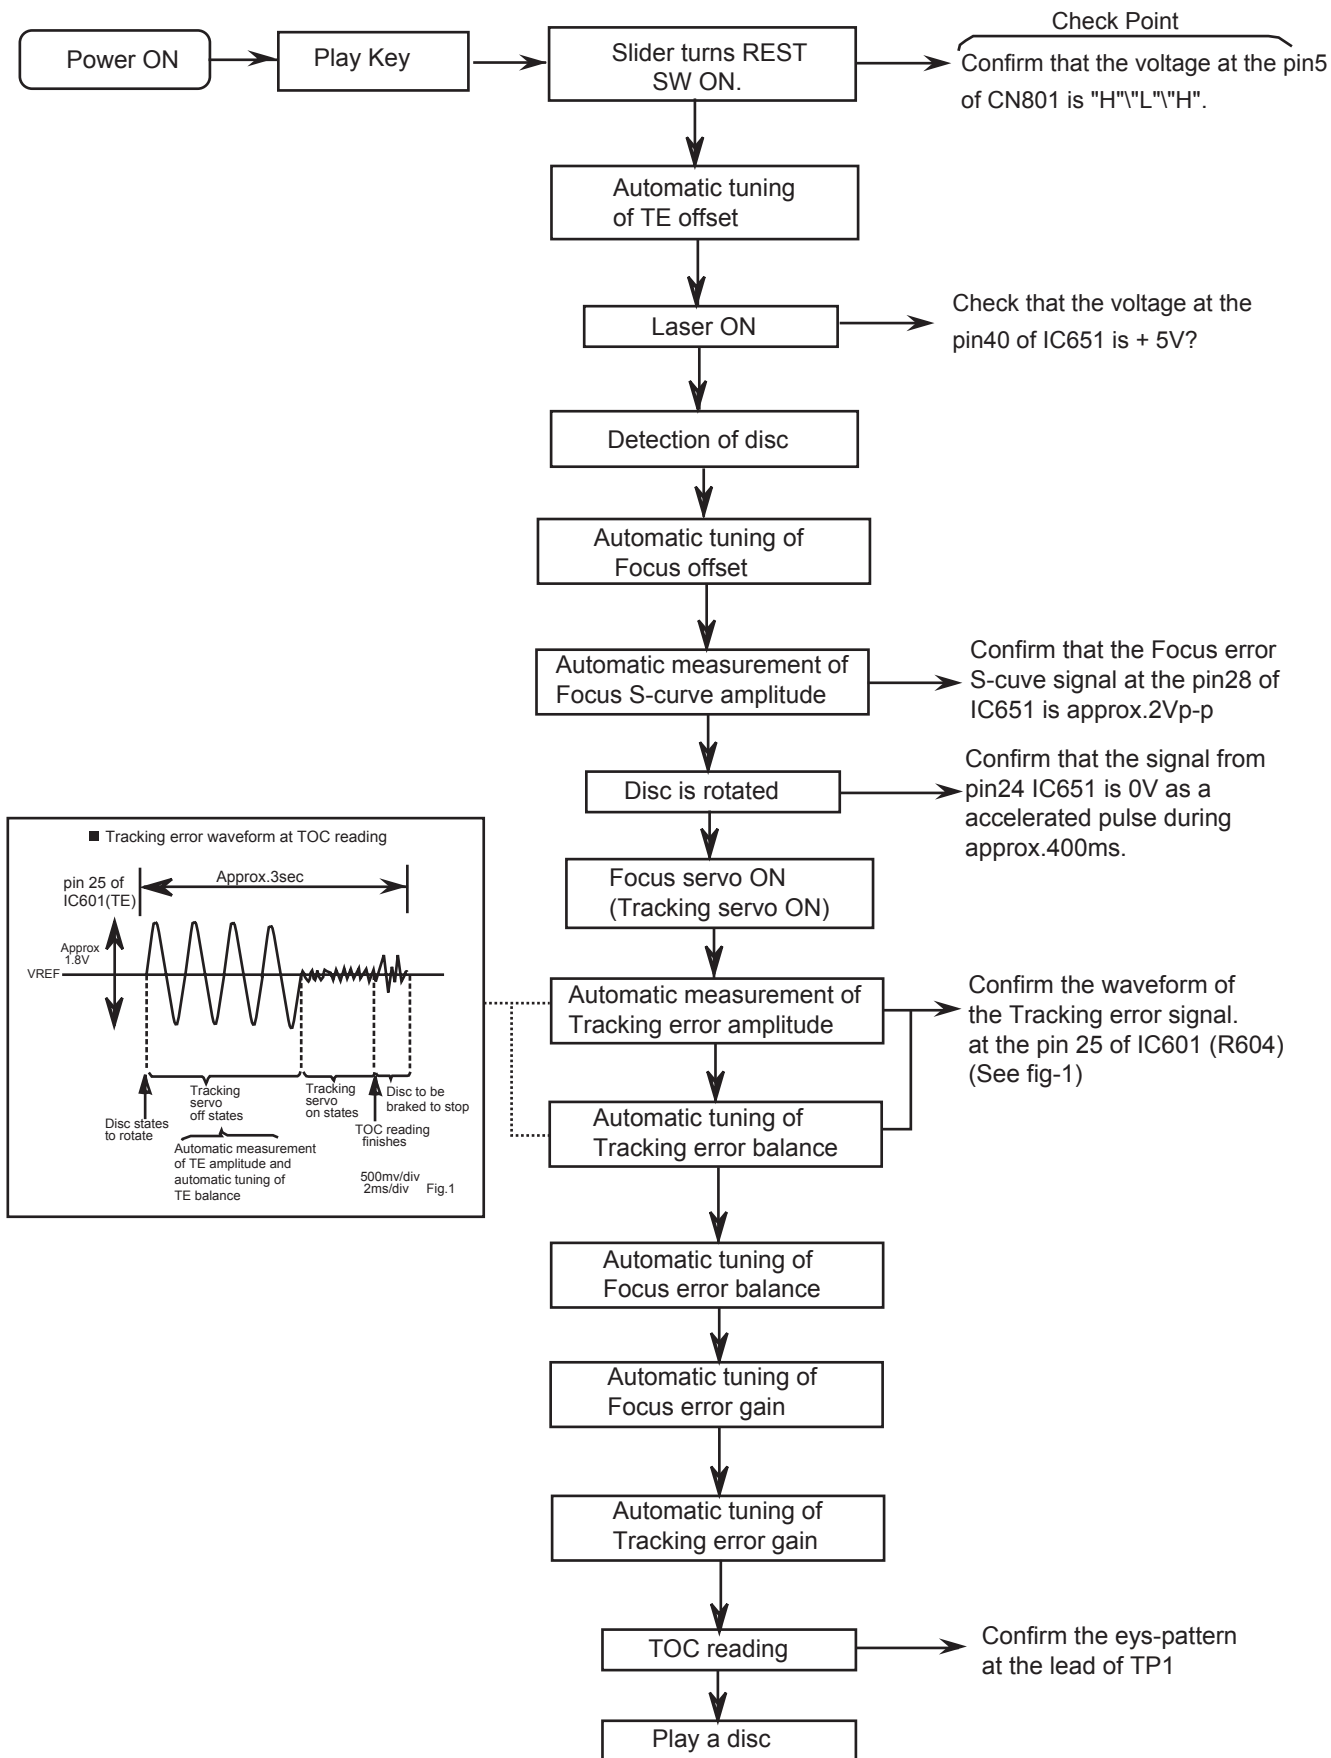 Check Point
Power ON
Play Key
Slider turns REST
SW ON.
Confirm that the voltage at the pin5
of CN801 is "H"\"L"\"H".
Automatic tuning
of TE offset
Laser ON
Check that the voltage at the
pin40 of IC651 is + 5V?
Detection of disc
Automatic tuning of
Focus offset
Automatic measurement of
Focus S-curve amplitude
Confirm that the Focus error
S-cuve signal at the pin28 of
IC651 is approx.2Vp-p
Disc is rotated
Confirm that the signal from
pin24 IC651 is 0V as a
accelerated pulse during
approx.400ms.
Focus servo ON
(Tracking servo ON)
■ Tracking error waveform at TOC reading
pin 25 of
IC601(TE)
Approx.3sec
Approx
1.8V
VREF
Disc states
to rotate
Tracking
servo
off states
Tracking
servo
on states
Disc to be
braked to stop
TOC reading
finishes
Automatic measurement
of TE amplitude and
automatic tuning of
TE balance
500mv/div
2ms/div
Fig.1
Automatic measurement of
Tracking error amplitude
Confirm the waveform of
the Tracking error signal.
at the pin 25 of IC601 (R604)
(See fig-1)
Automatic tuning of
Tracking error balance
Automatic tuning of
Focus error balance
Automatic tuning of
Focus error gain
Automatic tuning of
Tracking error gain
TOC reading
Confirm the eys-pattern
at the lead of TP1
Play a disc